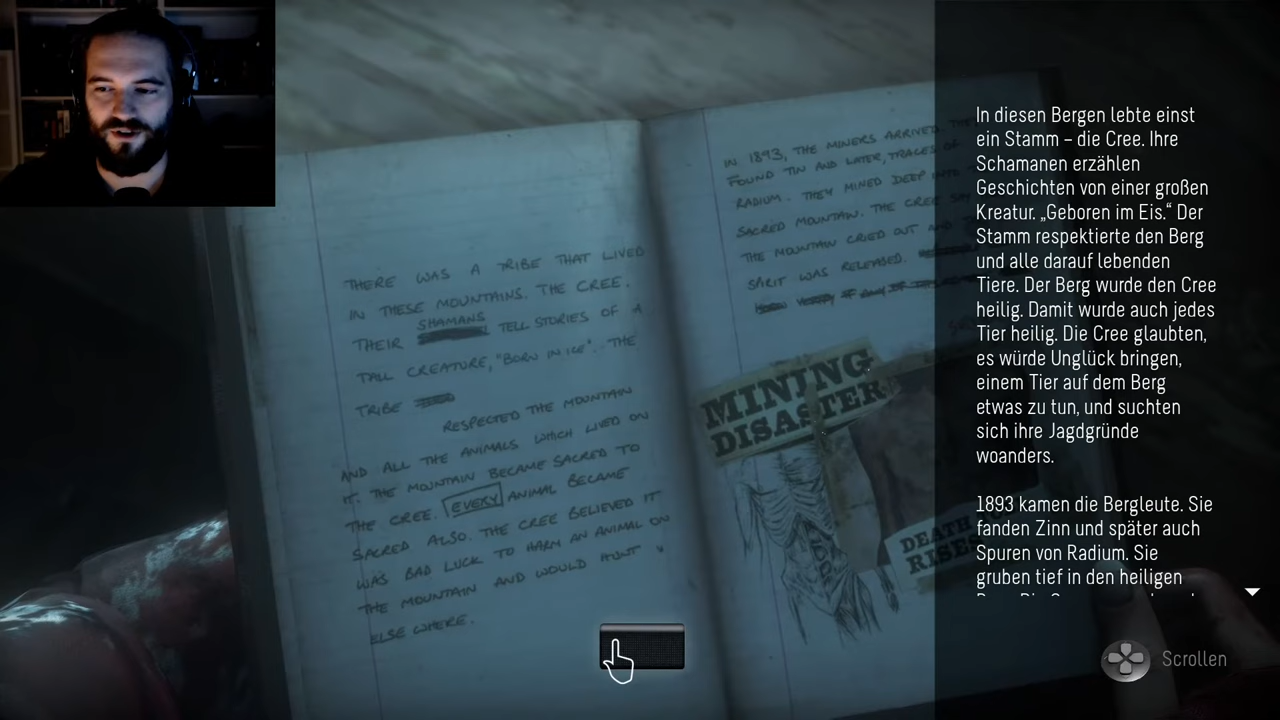 THERE WAS A TRIBE THAT LIVED
IN THESE MOUNTAINS. THE CREE.
SHAMANS
THEIR TELL STORIES OF A
TALL CREATURE, "BORN IN ICE". THE
TRIBE
RESPECTED THE MOUNTAIN
AND ALL THE ANIMALS WHICH LIVED ON
IT. THE MOUNTAIN BECAME SACRED TO
THE CREE. EVERY ANIMAL BECAME
SACRED ALSO. THE CREE BELIEVED IT
WAS BAD LUCK TO HARM AN ANIMAL ON
THE MOUNTAIN AND WOULD HUNT
ELSE WHERE.
IN 1893, THE MINERS ARRIVED. THEY
FOUND TIN AND LATER, TRACES OF
RADIUM. THEY MINED DEEP INTO
SACRED MOUNTAIN. THE CREE SAY
THE MOUNTAIN CRIED OUT AND
SPIRIT WAS RELEASED.
MINING
DISASTER
DEATH
RISES
In diesen Bergen lebte einst
ein Stamm – die Cree. Ihre
Schamanen erzählen
Geschichten von einer großen
Kreatur. „Geboren im Eis.“ Der
Stamm respektierte den Berg
und alle darauf lebenden
Tiere. Der Berg wurde den Cree
heilig. Damit wurde auch jedes
Tier heilig. Die Cree glaubten,
es würde Unglück bringen,
einem Tier auf dem Berg
etwas zu tun, und suchten
sich ihre Jagdgründe
woanders.
1893 kamen die Bergleute. Sie
fanden Zinn und später auch
Spuren von Radium. Sie
gruben tief in den heiligen
Scrollen